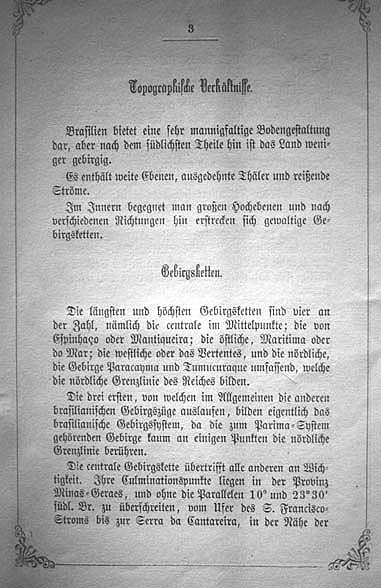 3
Topographische Verhältnisse.
Brasilien bietet eine sehr mannigfaltige Bodengestaltung
dar, aber nach dem südlichsten Theile hin ist das Land weni-
ger gebirgig.
Es enthält weite Ebenen, ausgedehnte Thäler und reißende
Ströme.
Im Innern begegnet man großen Hochebenen und nach
verschiedenen Richtungen hin erstrecken sich gewaltige Ge-
birgsketten.
Gebirgsketten.
Die längsten und höchsten Gebirgsketten sind vier an
der Zahl, nämlich die centrale im Mittelpunkte; die von
Espinhaço oder Mantiqueira; die östliche, Maritima oder
do Mar; die westliche oder das Vertentes, und die nördliche,
die Gebirge Paracayna und Tumucuraque umfassend, welche
die nördliche Grenzlinie des Reiches bilden.
Die drei ersten, von welchen im Allgemeinen die anderen
brasilianischen Gebirgszüge auslaufen, bilden eigentlich das
brasilianische Gebirgssystem, da die zum Parima-System
gehörenden Gebirge kaum an einigen Punkten die nördliche
Grenzlinie berühren.
Die centrale Gebirgskette übertrifft alle anderen an Wich-
tigkeit. Ihre Culminationspunkte liegen in der Provinz
Minas-Geraes, und ohne die Parallelen 10° und 23°30'
südl. Br. zu überschreiten, vom Ufer des S. Francisco-
Stroms bis zur Serra da Cantareira, in der Nähe der